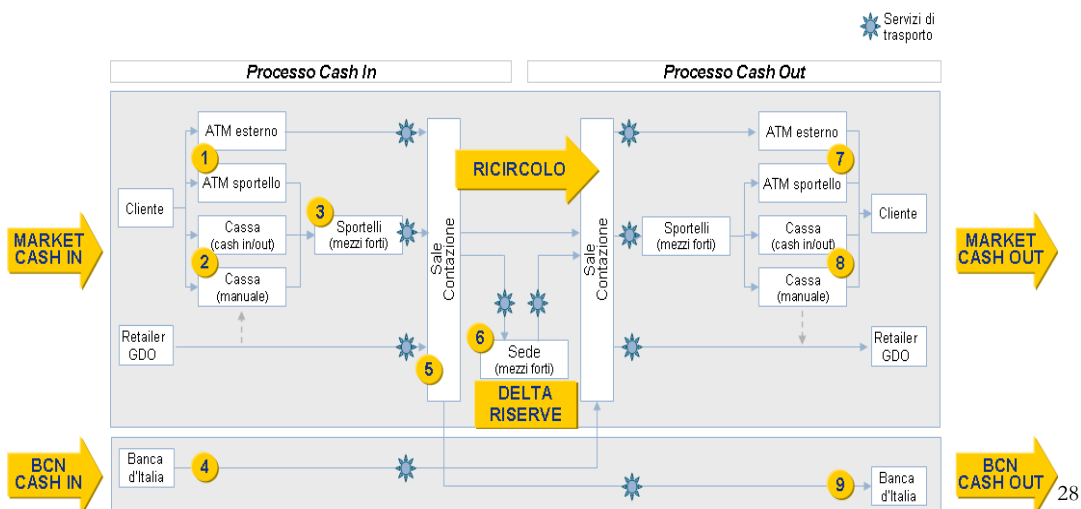 Servizi di
trasporto
Processo Cash In
Processo Cash Out
ATM esterno
1
ATM sportello
Cliente
3
Cassa
(cash in/out)
Sportelli
(mezzi forti)
2
Cassa
(manuale)
MARKET
CASH IN
Retailer
GDO
Sale
Contazione
5
RICIRCOLO
6
Sede
(mezzi forti)
DELTA
RISERVE
Sale
Contazione
ATM esterno
7
ATM sportello
Sportelli
(mezzi forti)
Cassa
(cash in/out)
8
Cassa
(manuale)
Cliente
MARKET
CASH OUT
Retailer
GDO
BCN
CASH IN
Banca
d'Italia
4
9
Banca
d'Italia
BCN
CASH OUT
28